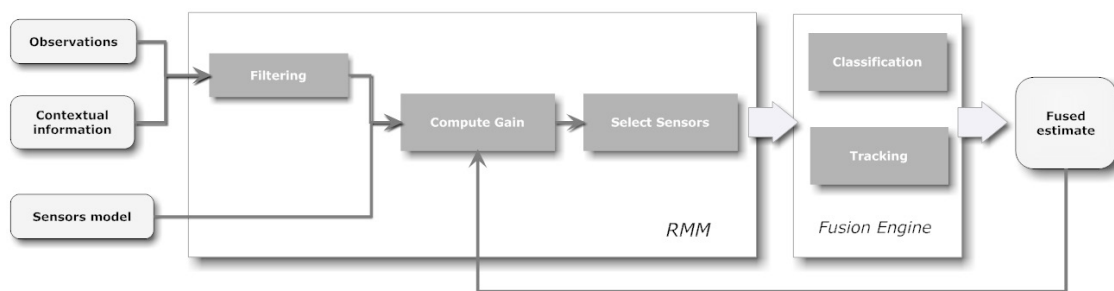 Observations
Contextual
information
Sensors model
Filtering
Compute Gain
Select Sensors
RMM
Classification
Tracking
Fusion Engine
Fused
estimate